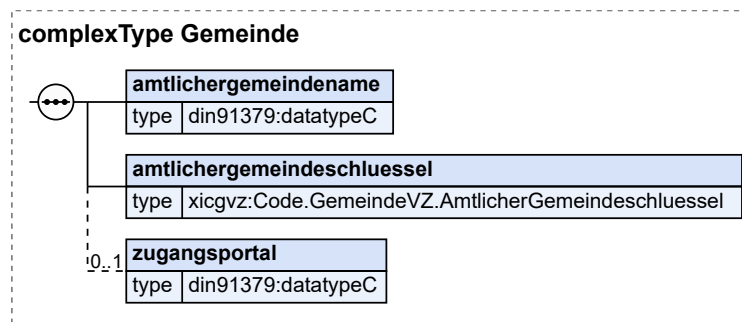 complexType Gemeinde
amtlichergemeindename
type din91379:datatypeC
amtlichergemeindeschluessel
type xicgvz:Code.GemeindeVZ.AmtlicherGemeindeschluessel
0..1 zugangsportal
type din91379:datatypeC